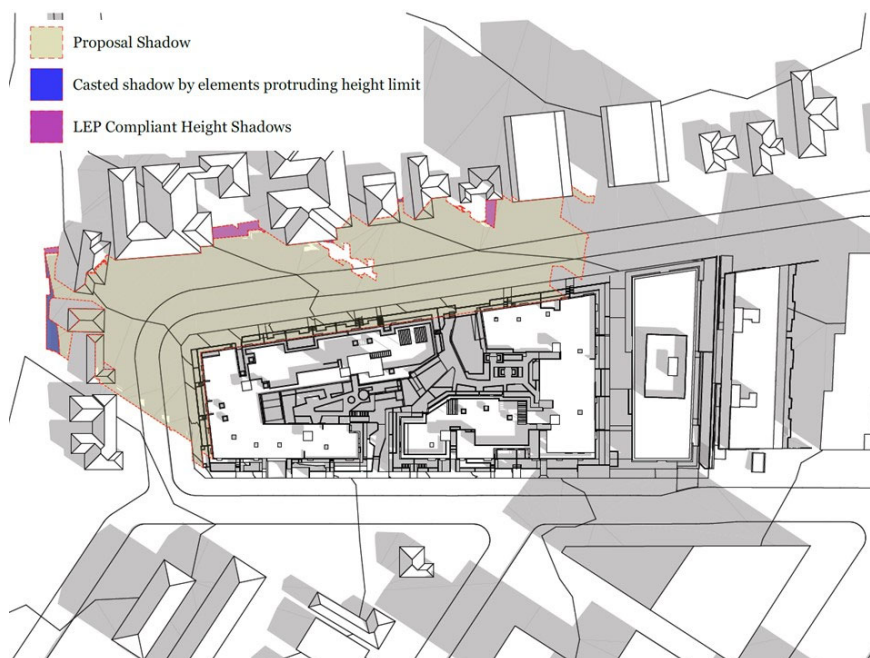 Proposal Shadow
Casted shadow by elements protruding height limit
LEP Compliant Height Shadows